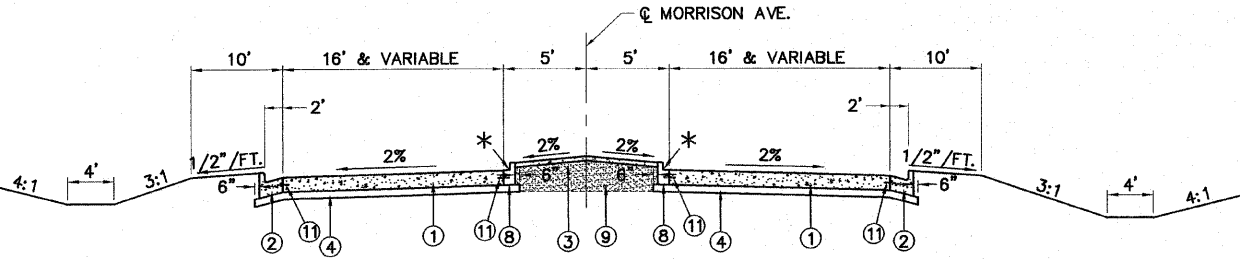 ℄ MORRISON AVE.
10' 16' & VARIABLE 5' 5' 16' & VARIABLE 10'
2' 2'
* *
1/2"/FT. 2% 2% 2% 2% 1/2"/FT.
4:1 4' 3:1 6" 6" 6" 6" 3:1 4' 4:1
2 4 1 11 11 8 3 9 8 4 1 11 2